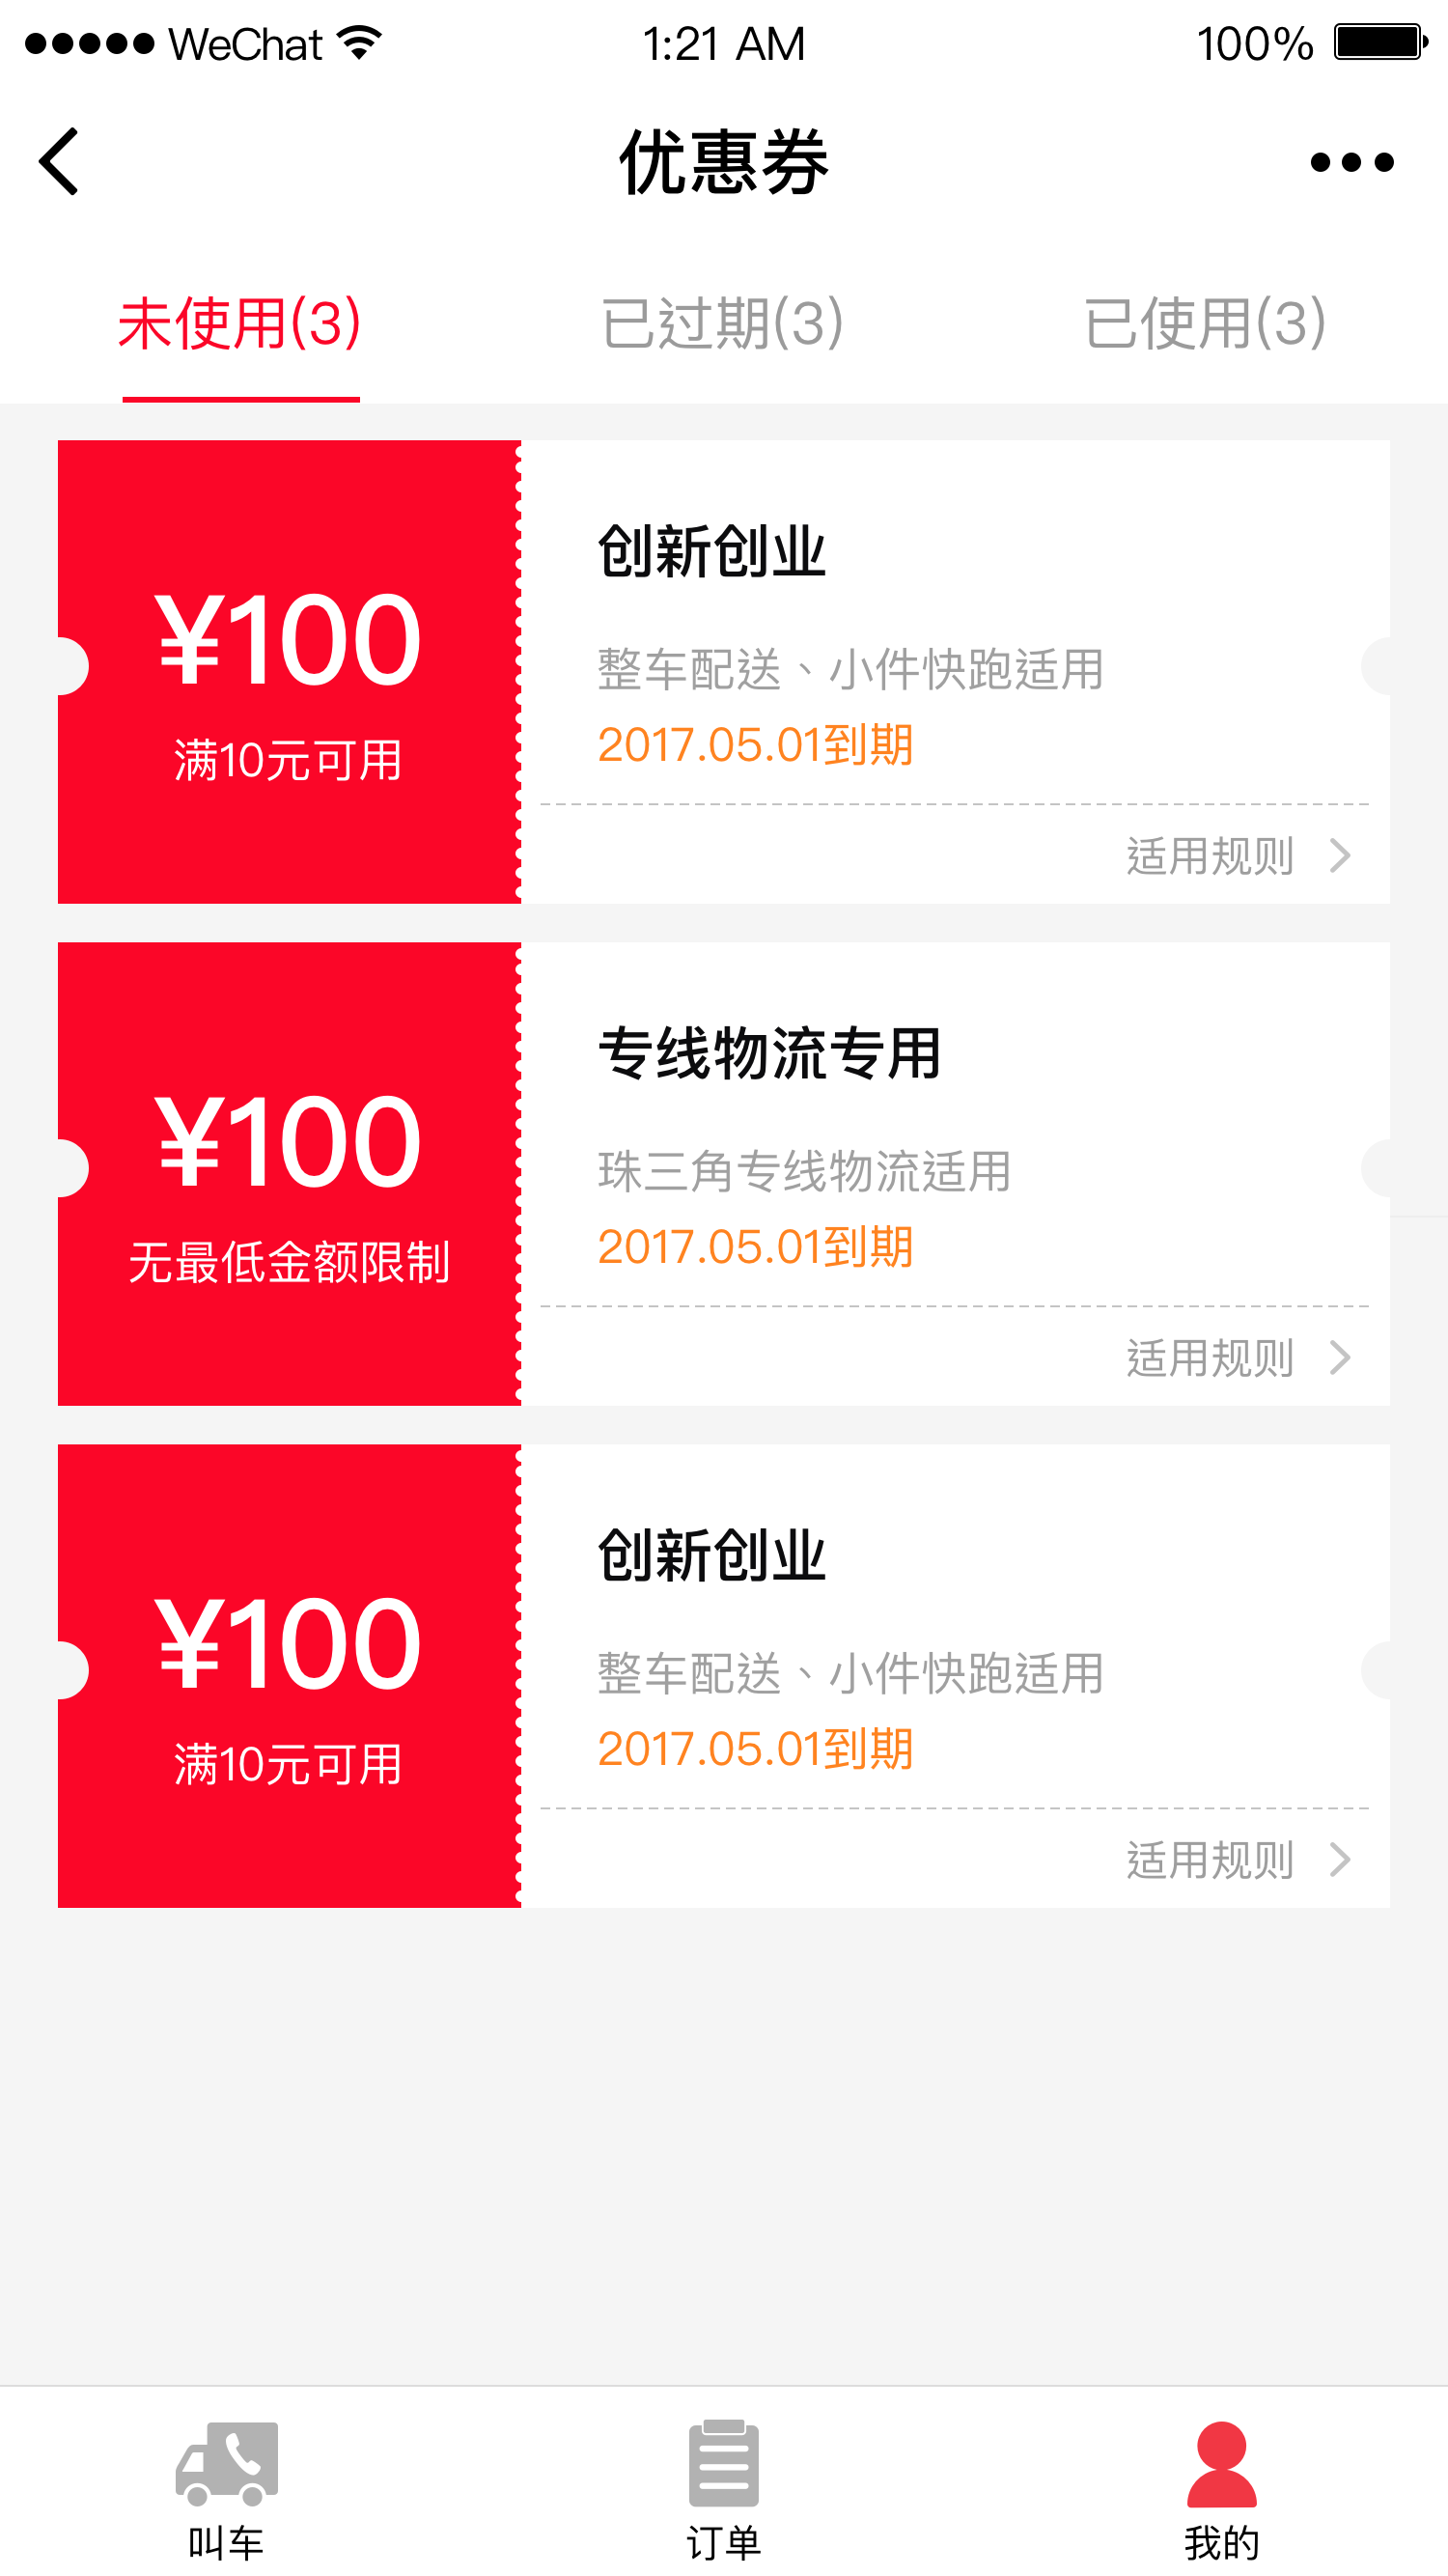 WeChat 1:21 AM 100%
优惠券
未使用(3) 已过期(3) 已使用(3)
¥100
满10元可用
创新创业
整车配送、小件快跑适用
2017.05.01到期
适用规则
¥100
无最低金额限制
专线物流专用
珠三角专线物流适用
2017.05.01到期
适用规则
¥100
满10元可用
创新创业
整车配送、小件快跑适用
2017.05.01到期
适用规则
叫车 订单 我的